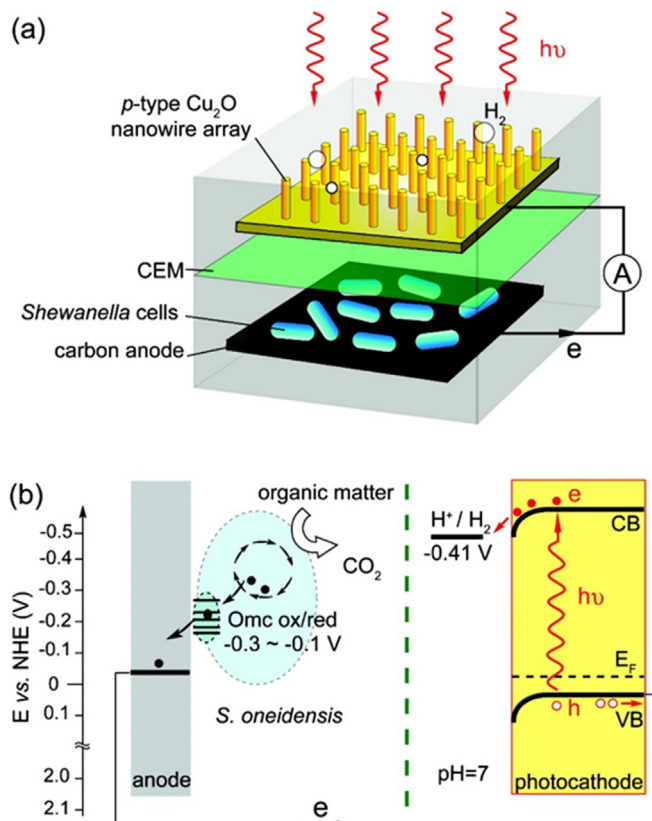 (a)
hυ
p-type Cu₂O
nanowire array
H₂
CEM
A
Shewanella cells
carbon anode
e
(b)
organic matter
CO₂
H⁺ / H₂
-0.41 V
e
CB
hυ
E vs. NHE (V)
-0.5
-0.4
-0.3
-0.2
-0.1
0
0.1
2.0
2.1
Omc ox/red
-0.3 ~ -0.1 V
S. oneidensis
E_F
h
VB
anode
pH=7
photocathode
e